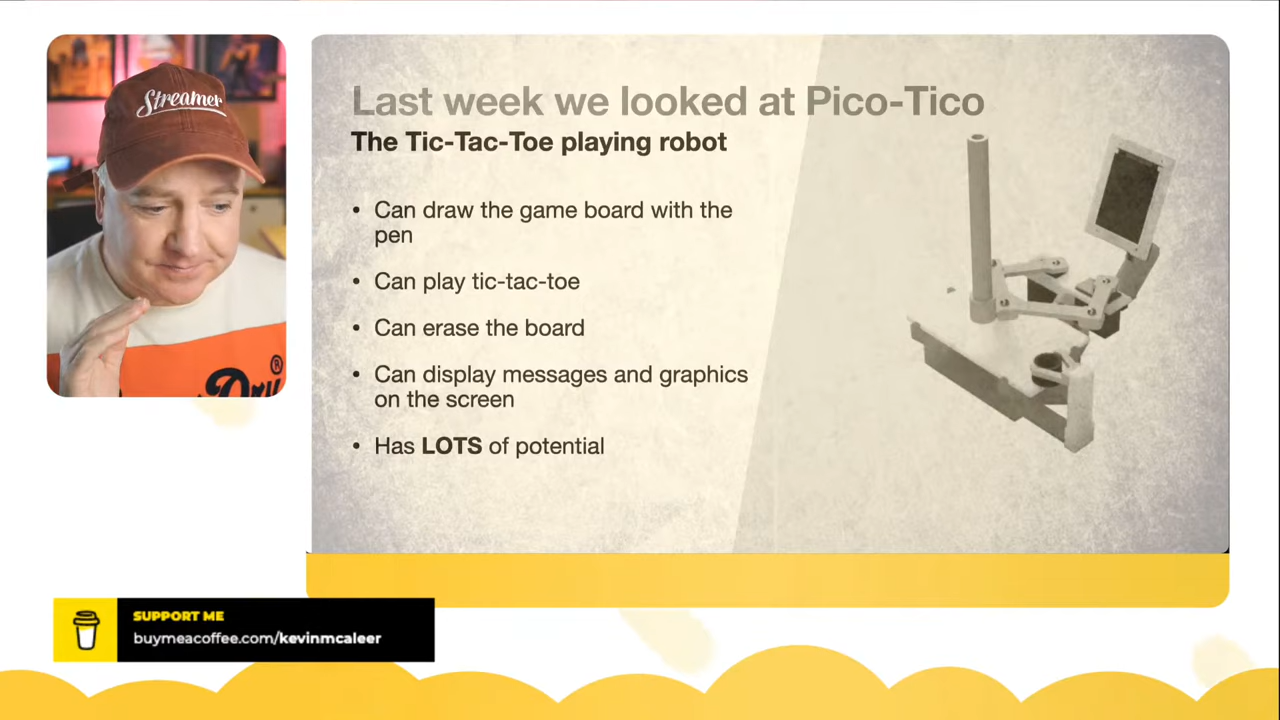 Streamer
Last week we looked at Pico-Tico
The Tic-Tac-Toe playing robot
• Can draw the game board with the
pen
• Can play tic-tac-toe
• Can erase the board
• Can display messages and graphics
on the screen
• Has LOTS of potential
®
SUPPORT ME
buymeacoffee.com/kevinmcaleer